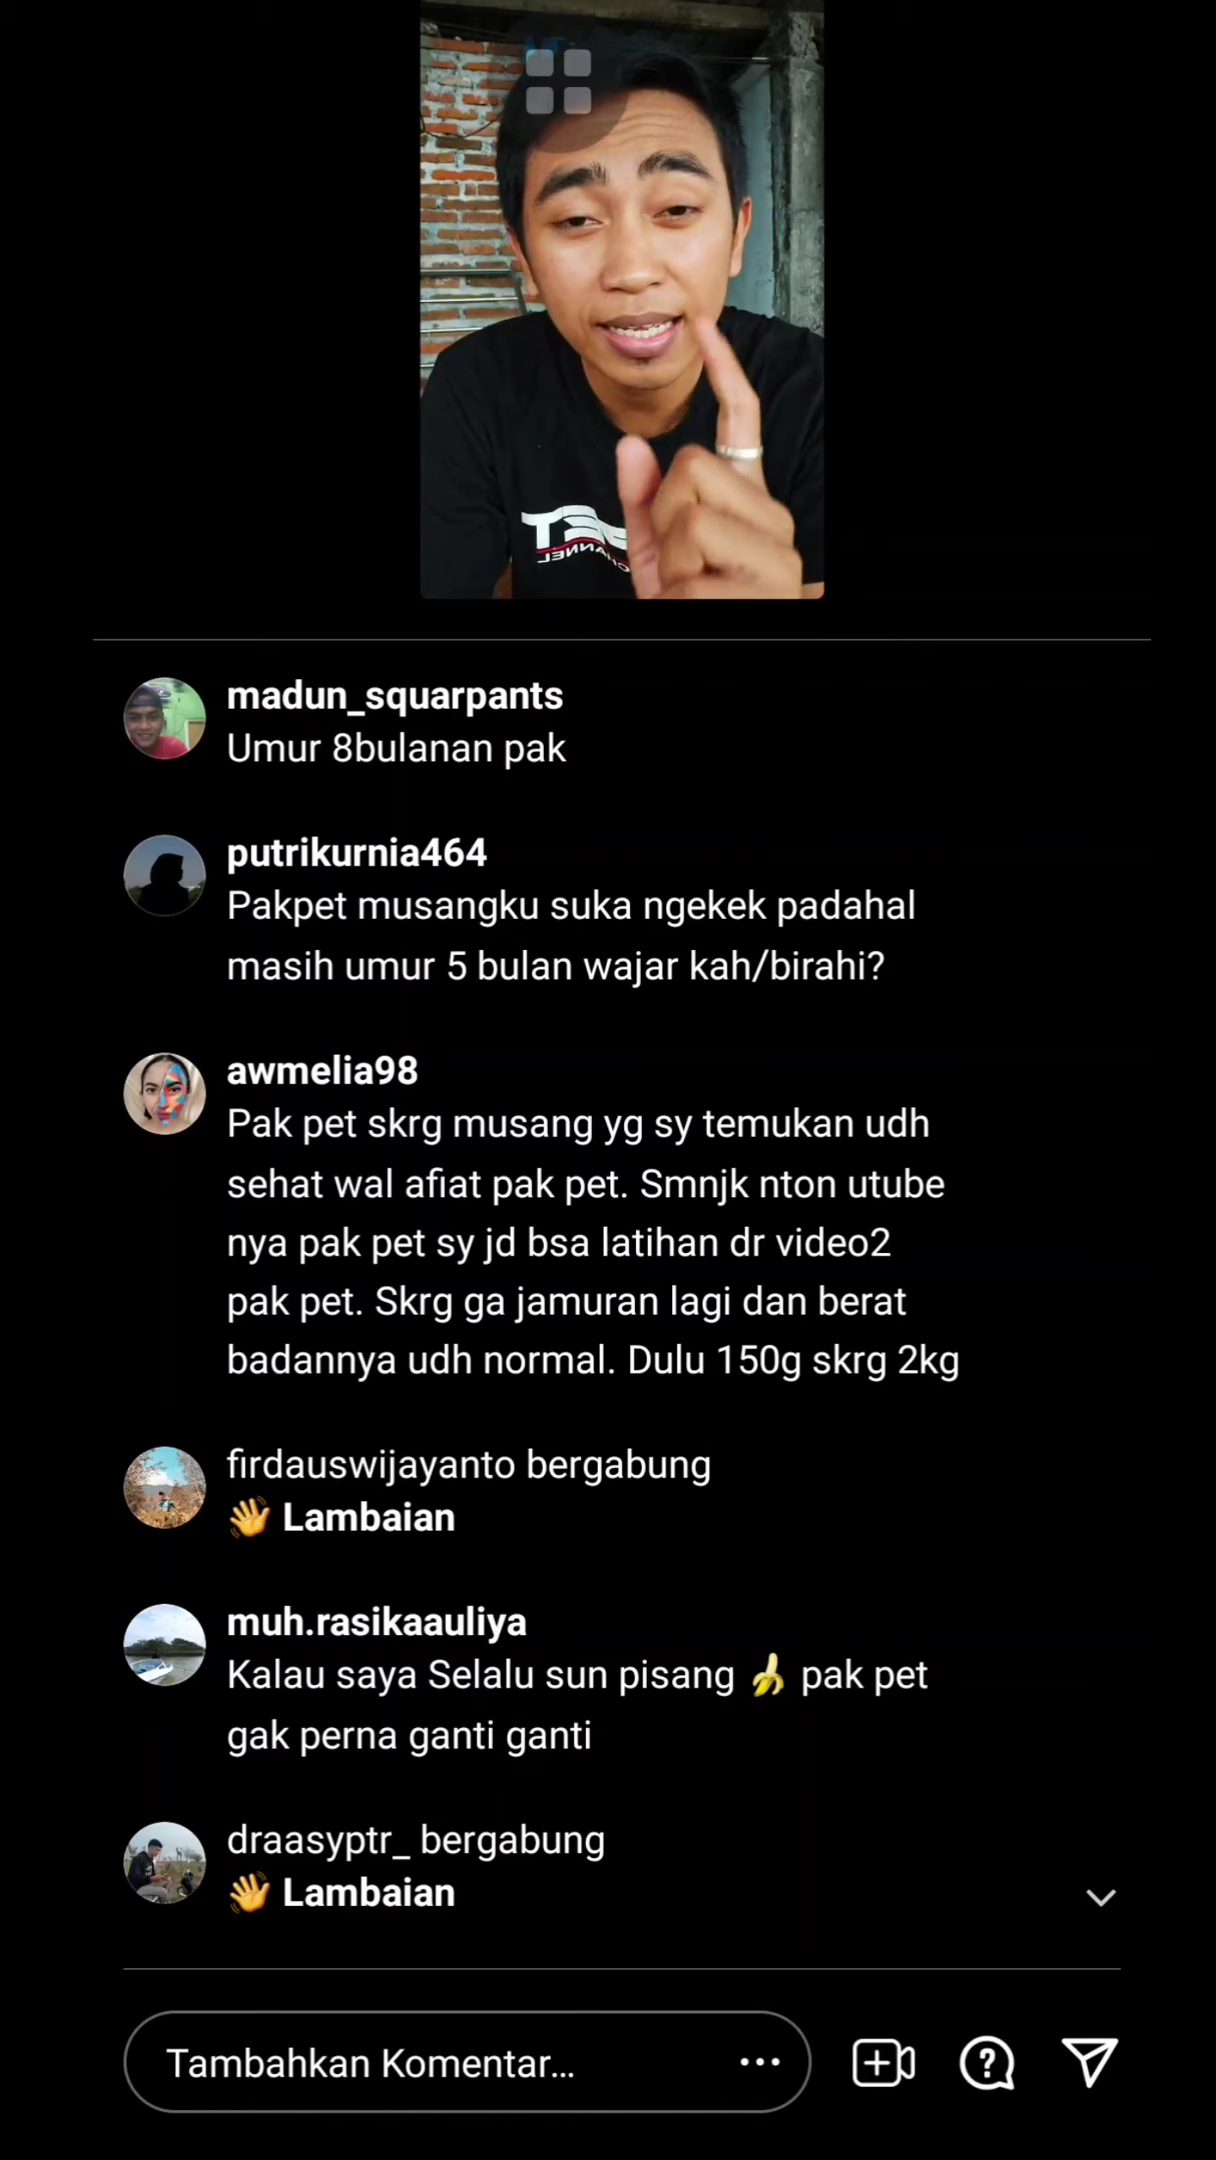 PET
CHANNEL
madun_squarpants
Umur 8bulanan pak
putrikurnia464
Pakpet musangku suka ngekek padahal
masih umur 5 bulan wajar kah/birahi?
awmelia98
Pak pet skrg musang yg sy temukan udh
sehat wal afiat pak pet. Smnjk nton utube
nya pak pet sy jd bsa latihan dr video2
pak pet. Skrg ga jamuran lagi dan berat
badannya udh normal. Dulu 150g skrg 2kg
firdauswijayanto bergabung
👋 Lambaian
muh.rasikaauliya
Kalau saya Selalu sun pisang 🍌 pak pet
gak perna ganti ganti
draasyptr_ bergabung
👋 Lambaian
Tambahkan Komentar...